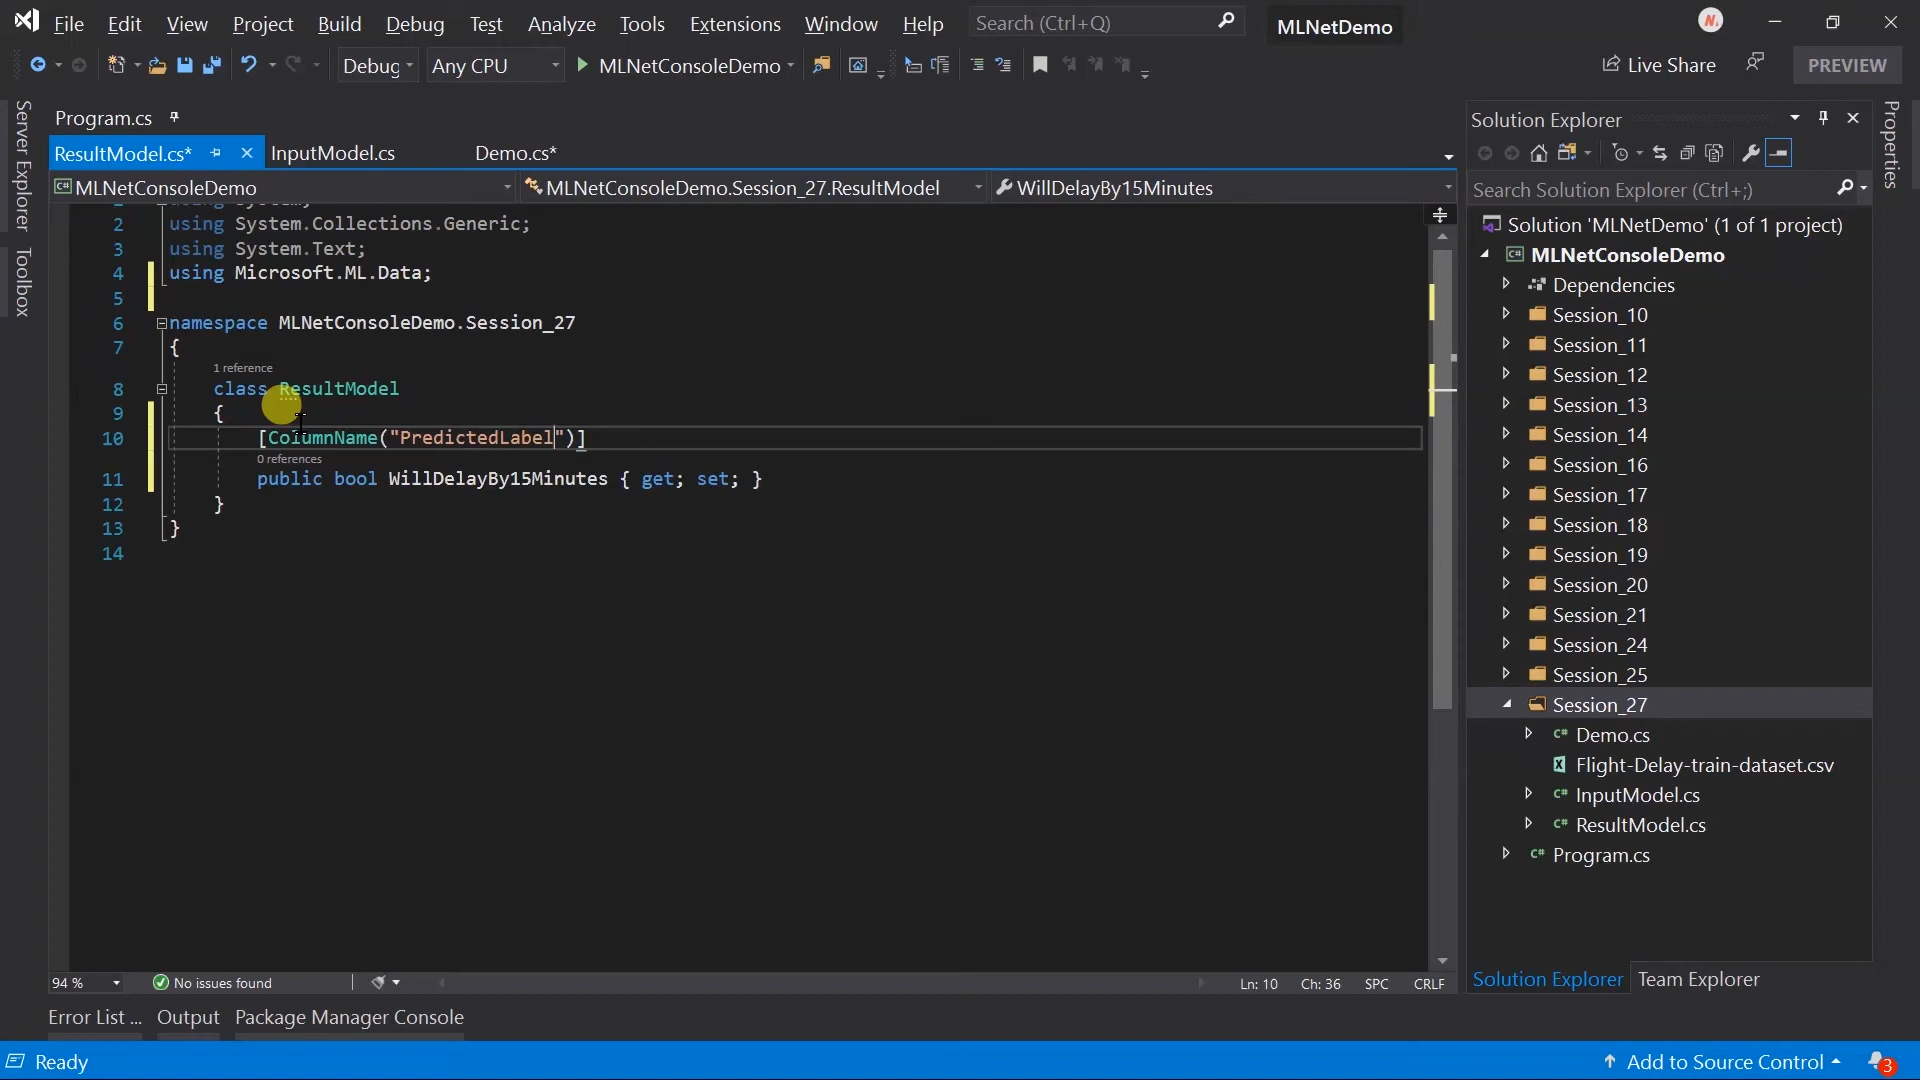 File Edit View Project Build Debug Test Analyze Tools Extensions Window Help Search (Ctrl+Q) MLNetDemo
Debug Any CPU MLNetConsoleDemo Live Share PREVIEW
Server Explorer
Toolbox
Program.cs
ResultModel.cs* InputModel.cs Demo.cs*
MLNetConsoleDemo MLNetConsoleDemo.Session_27.ResultModel WillDelayBy15Minutes
2 using System.Collections.Generic;
3 using System.Text;
4 using Microsoft.ML.Data;
5
6 namespace MLNetConsoleDemo.Session_27
7 {
1 reference
8 class ResultModel
9 {
10 [ColumnName("PredictedLabel")]
0 references
11 public bool WillDelayBy15Minutes { get; set; }
12 }
13 }
14
94 % No issues found Ln: 10 Ch: 36 SPC CRLF
Error List ... Output Package Manager Console
Solution Explorer
Search Solution Explorer (Ctrl+;)
Solution 'MLNetDemo' (1 of 1 project)
MLNetConsoleDemo
Dependencies
Session_10
Session_11
Session_12
Session_13
Session_14
Session_16
Session_17
Session_18
Session_19
Session_20
Session_21
Session_24
Session_25
Session_27
Demo.cs
Flight-Delay-train-dataset.csv
InputModel.cs
ResultModel.cs
Program.cs
Solution Explorer Team Explorer
Properties
Ready Add to Source Control 3